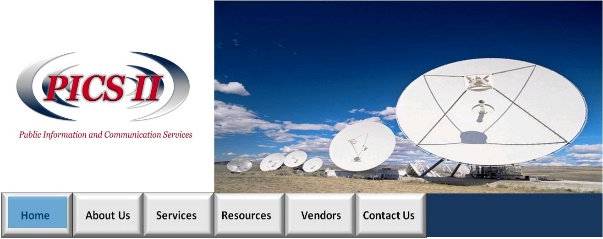 PICS II
Public Information and Communication Services
Home About Us Services Resources Vendors Contact Us